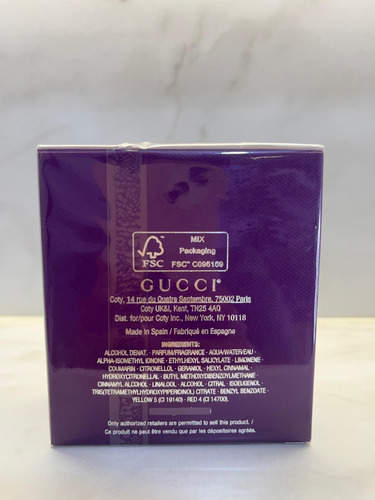 MIX
Packaging
FSC
FSC™ C095159
GUCCI
Coty, 14 rue du Quatre Septembre, 75002 Paris
Coty UK&I, Kent, TN25 4AQ
Dist. for/pour Coty Inc., New York, NY 10118
Made in Spain / Fabriqué en Espagne
INGREDIENTS:
ALCOHOL DENAT. • PARFUM/FRAGRANCE • AQUA/WATER/EAU •
ALPHA-ISOMETHYL IONONE • ETHYLHEXYL SALICYLATE • LIMONENE •
COUMARIN • CITRONELLOL • GERANIOL • HEXYL CINNAMAL •
HYDROXYCITRONELLAL • BUTYL METHOXYDIBENZOYLMETHANE •
CINNAMYL ALCOHOL • LINALOOL • ALCOHOL • CITRAL • ISOEUGENOL •
TRIS(TETRAMETHYLHYDROXYPIPERIDINOL) CITRATE • BENZYL BENZOATE •
YELLOW 5 (CI 19140) • RED 4 (CI 14700).
Only authorized retailers are permitted to sell this product. /
Ce produit ne peut être vendu que par les dépositaires agréés.